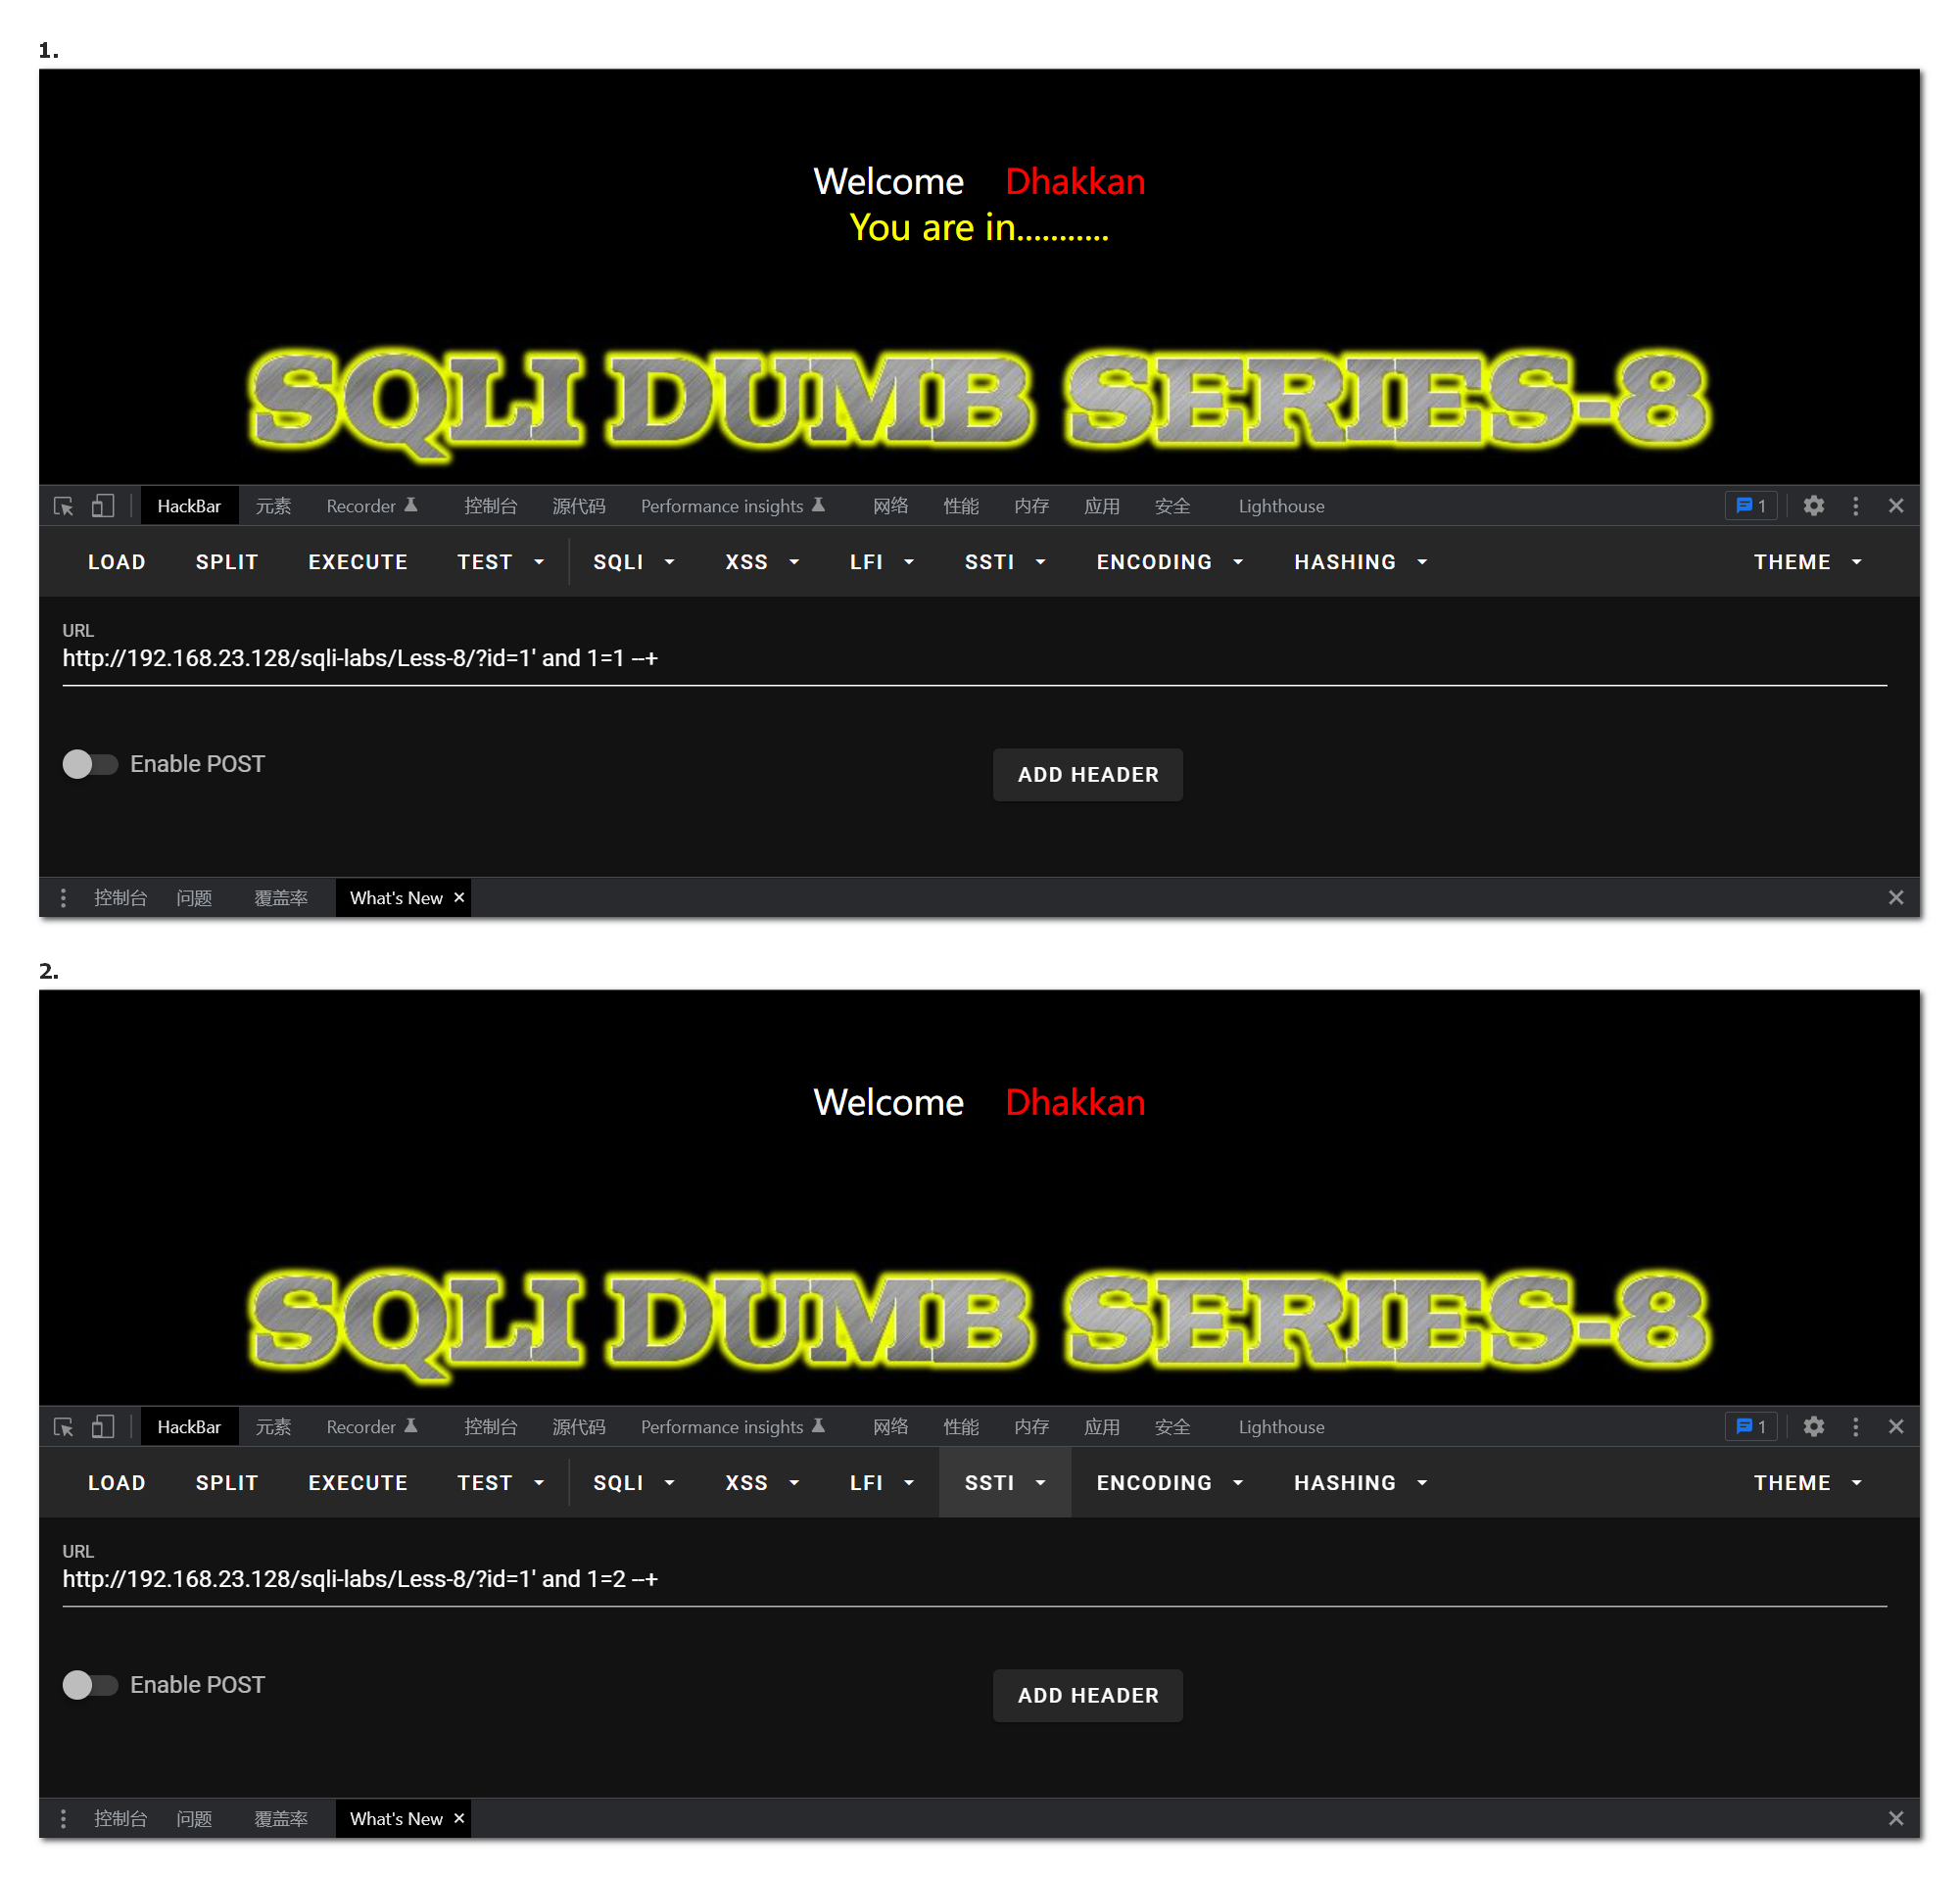 1.
Welcome Dhakkan
You are in...........
SQLI DUMB SERIES-8
HackBar 元素 Recorder 控制台 源代码 Performance insights 网络 性能 内存 应用 安全 Lighthouse 1
LOAD SPLIT EXECUTE TEST SQLI XSS LFI SSTI ENCODING HASHING THEME
URL
http://192.168.23.128/sqli-labs/Less-8/?id=1' and 1=1 --+
Enable POST ADD HEADER
控制台 问题 覆盖率 What's New
2.
Welcome Dhakkan
SQLI DUMB SERIES-8
HackBar 元素 Recorder 控制台 源代码 Performance insights 网络 性能 内存 应用 安全 Lighthouse 1
LOAD SPLIT EXECUTE TEST SQLI XSS LFI SSTI ENCODING HASHING THEME
URL
http://192.168.23.128/sqli-labs/Less-8/?id=1' and 1=2 --+
Enable POST ADD HEADER
控制台 问题 覆盖率 What's New